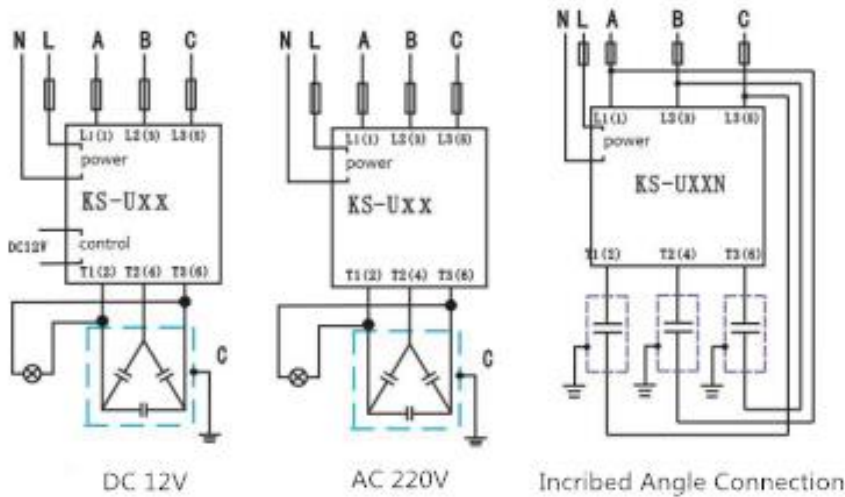 N L A B C
L1(1) L2(3) L3(5)
power
KS-Uxx
DC12V
control
T1(2) T2(4) T3(6)
C
DC 12V
N L A B C
L1(1) L2(3) L3(5)
power
KS-Uxx
T1(2) T2(4) T3(6)
C
AC 220V
N L A B C
L1(1) L2(3) L3(5)
power
KS-UXXN
T1(2) T2(4) T3(6)
Incribed Angle Connection